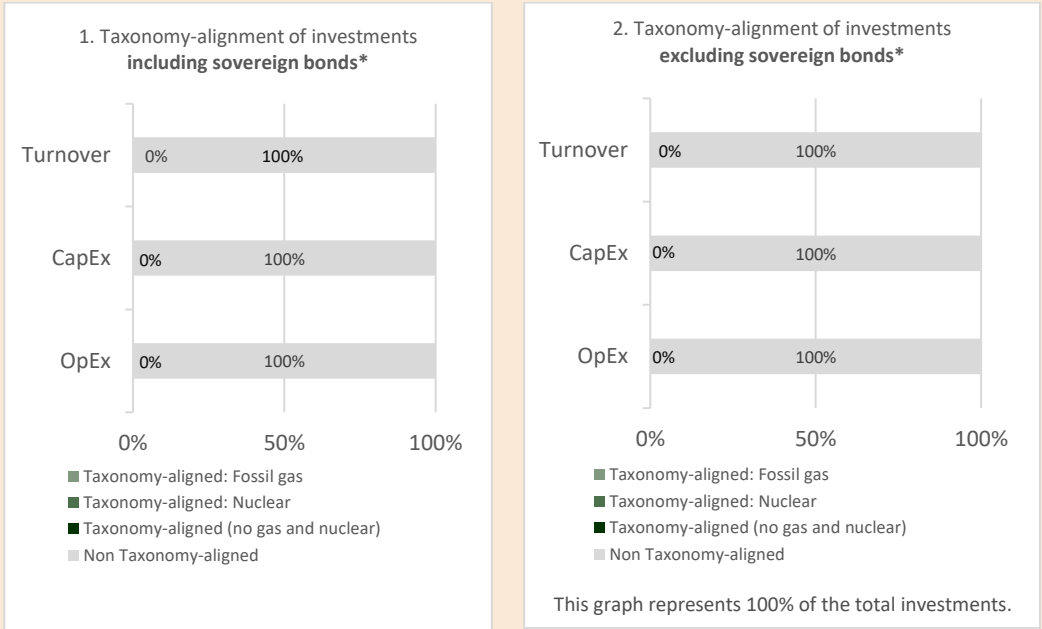 1. Taxonomy-alignment of investments
including sovereign bonds*
Turnover
0%
100%
CapEx
0%
100%
OpEx
0%
100%
0%
50%
100%
Taxonomy-aligned: Fossil gas
Taxonomy-aligned: Nuclear
Taxonomy-aligned (no gas and nuclear)
Non Taxonomy-aligned
2. Taxonomy-alignment of investments
excluding sovereign bonds*
Turnover
0%
100%
CapEx
0%
100%
OpEx
0%
100%
0%
50%
100%
Taxonomy-aligned: Fossil gas
Taxonomy-aligned: Nuclear
Taxonomy-aligned (no gas and nuclear)
Non Taxonomy-aligned
This graph represents 100% of the total investments.